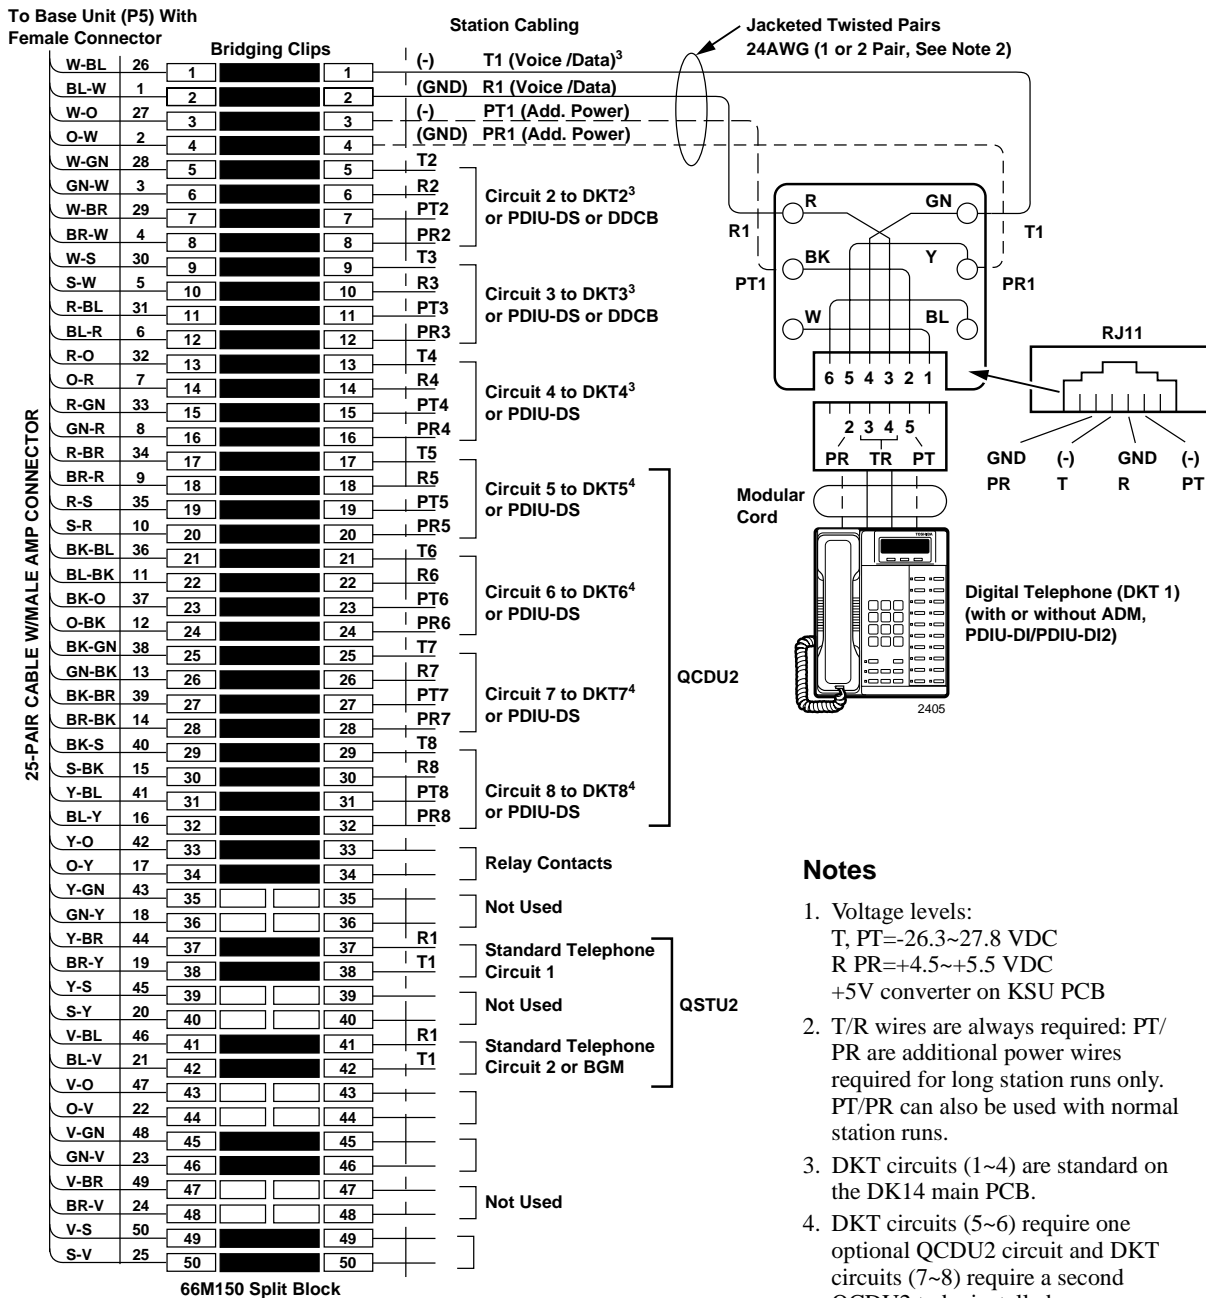 To Base Unit (P5) With
Female Connector
Bridging Clips
Station Cabling
Jacketed Twisted Pairs
24AWG (1 or 2 Pair, See Note 2)
25-PAIR CABLE W/MALE AMP CONNECTOR
W-BL 26 1 1 (-) T1 (Voice /Data)3
BL-W 1 2 2 (GND) R1 (Voice /Data)
W-O 27 3 3 (-) PT1 (Add. Power)
O-W 2 4 4 (GND) PR1 (Add. Power)
W-GN 28 5 5 T2
GN-W 3 6 6 R2
W-BR 29 7 7 PT2
BR-W 4 8 8 PR2
Circuit 2 to DKT23
or PDIU-DS or DDCB
W-S 30 9 9 T3
S-W 5 10 10 R3
R-BL 31 11 11 PT3
BL-R 6 12 12 PR3
Circuit 3 to DKT33
or PDIU-DS or DDCB
R-O 32 13 13 T4
O-R 7 14 14 R4
R-GN 33 15 15 PT4
GN-R 8 16 16 PR4
Circuit 4 to DKT43
or PDIU-DS
R-BR 34 17 17 T5
BR-R 9 18 18 R5
R-S 35 19 19 PT5
S-R 10 20 20 PR5
Circuit 5 to DKT54
or PDIU-DS
BK-BL 36 21 21 T6
BL-BK 11 22 22 R6
BK-O 37 23 23 PT6
O-BK 12 24 24 PR6
Circuit 6 to DKT64
or PDIU-DS
BK-GN 38 25 25 T7
GN-BK 13 26 26 R7
BK-BR 39 27 27 PT7
BR-BK 14 28 28 PR7
Circuit 7 to DKT74
or PDIU-DS
BK-S 40 29 29 T8
S-BK 15 30 30 R8
Y-BL 41 31 31 PT8
BL-Y 16 32 32 PR8
Circuit 8 to DKT84
or PDIU-DS
QCDU2
Y-O 42 33 33
O-Y 17 34 34
Relay Contacts
Y-GN 43 35 35
GN-Y 18 36 36
Not Used
Y-BR 44 37 37 R1
BR-Y 19 38 38 T1
Standard Telephone
Circuit 1
Y-S 45 39 39
S-Y 20 40 40
Not Used
V-BL 46 41 41 R1
BL-V 21 42 42 T1
Standard Telephone
Circuit 2 or BGM
QSTU2
V-O 47 43 43
O-V 22 44 44
V-GN 48 45 45
GN-V 23 46 46
V-BR 49 47 47
BR-V 24 48 48
Not Used
V-S 50 49 49
S-V 25 50 50
66M150 Split Block
R GN
R1 T1
BK Y
PT1 PR1
W BL
6 5 4 3 2 1
2 3 4 5
PR TR PT
Modular
Cord
RJ11
GND (-) GND (-)
PR T R PT
TOSHIBA
Digital Telephone (DKT 1)
(with or without ADM,
PDIU-DI/PDIU-DI2)
2405
Notes
1. Voltage levels:
T, PT=-26.3~27.8 VDC
R PR=+4.5~+5.5 VDC
+5V converter on KSU PCB
2. T/R wires are always required: PT/
PR are additional power wires
required for long station runs only.
PT/PR can also be used with normal
station runs.
3. DKT circuits (1~4) are standard on
the DK14 main PCB.
4. DKT circuits (5~6) require one
optional QCDU2 circuit and DKT
circuits (7~8) require a second